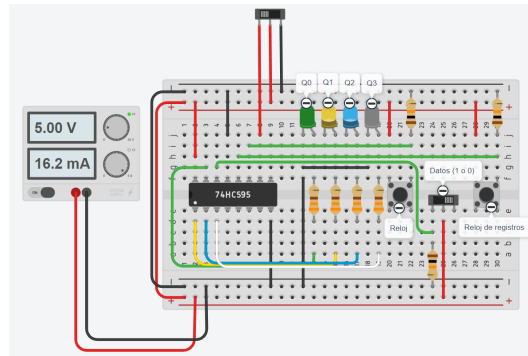 Q0 Q1 Q2 Q3
5.00 V
16.2 mA
Datos (1 o 0)
74HC595
Reloj
Reloj de registros